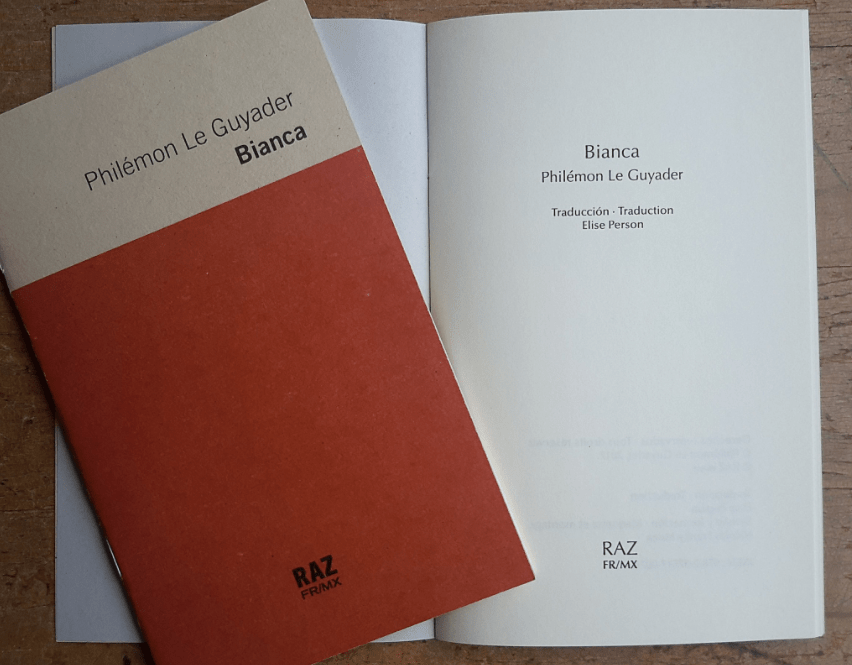 Philémon Le Guyader
Bianca
RAZ
FR/MX
Bianca
Philémon Le Guyader
Traducción · Traduction
Elise Person
RAZ
FR/MX